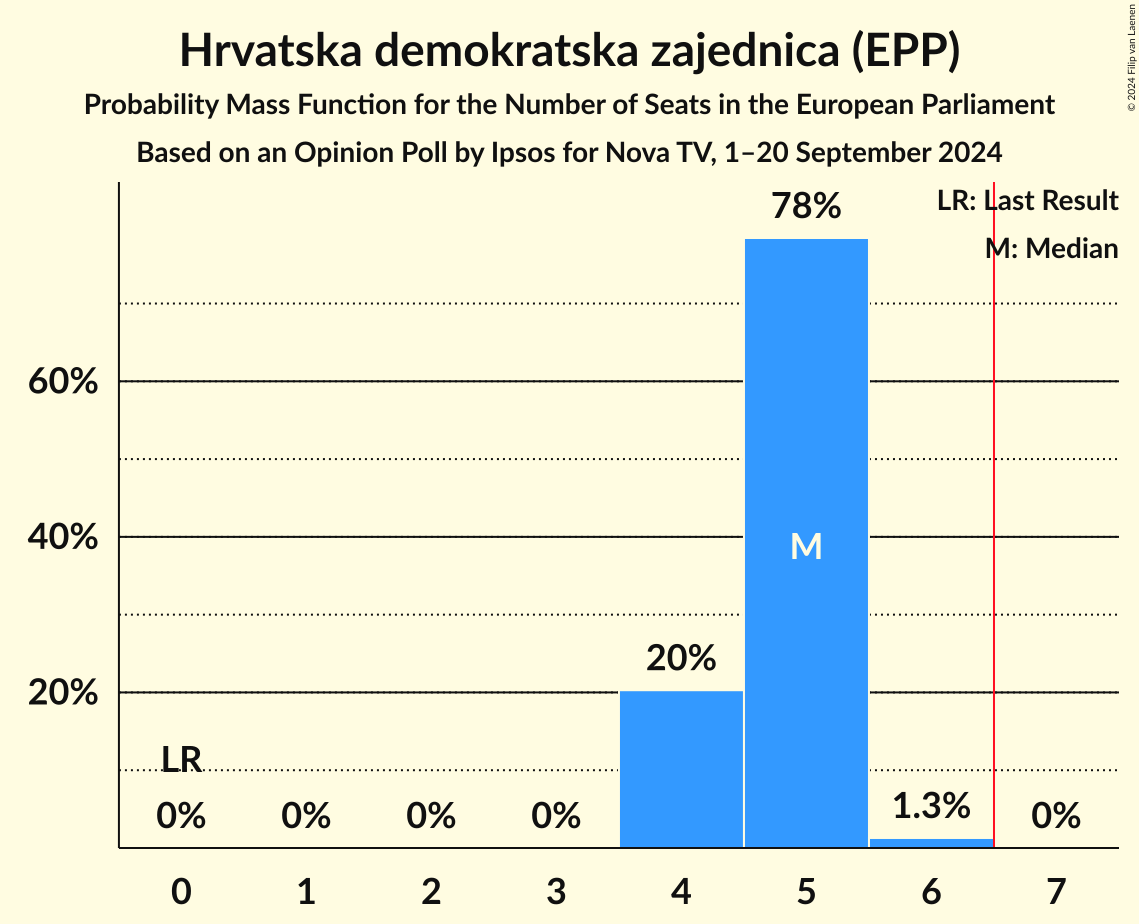 Hrvatska demokratska zajednica (EPP)
Probability Mass Function for the Number of Seats in the European Parliament
Based on an Opinion Poll by Ipsos for Nova TV, 1–20 September 2024
© 2024 Filip van Laenen
78%
LR: Last Result
M: Median
60%
40%
M
20%
20%
LR
0%
0%
0%
0%
1.3%
0%
0
1
2
3
4
5
6
7